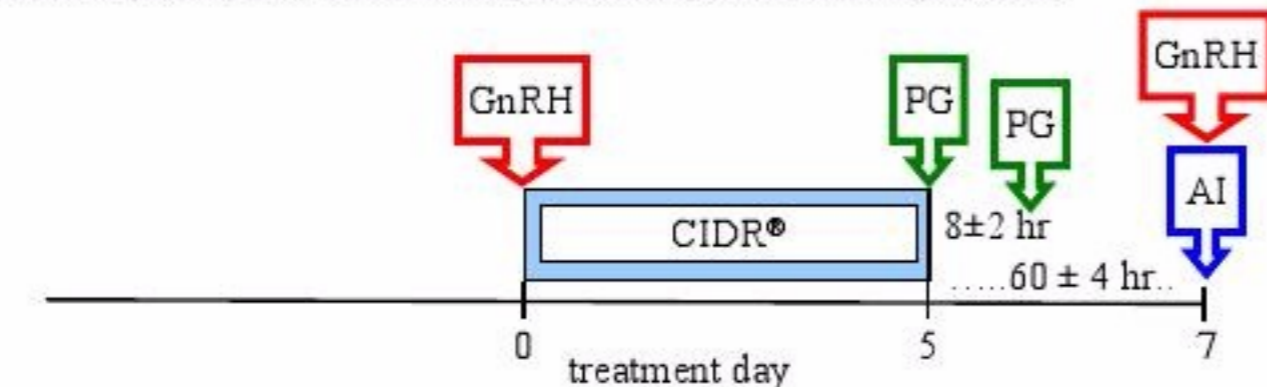 GnRH
PG
PG
GnRH
AI
CIDR®
8±2 hr
.....60 ± 4 hr..
0
5
7
treatment day